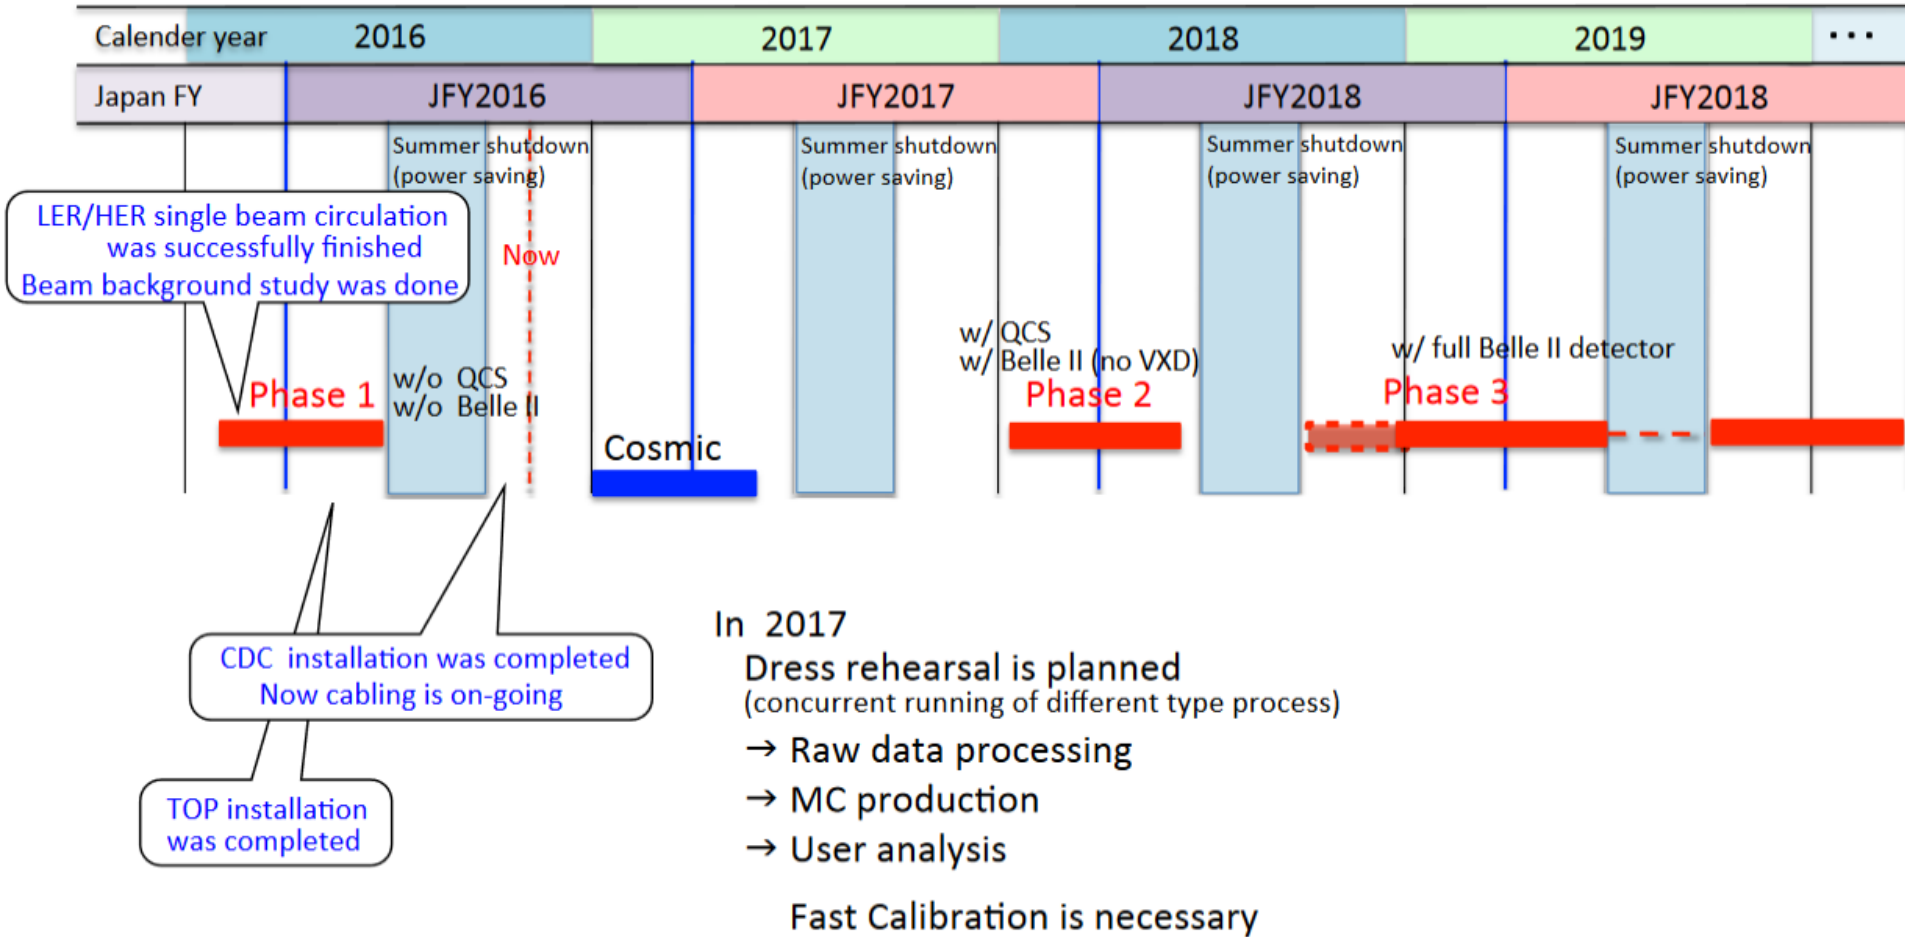 Calender year 2016 2017 2018 2019 ...
Japan FY JFY2016 JFY2017 JFY2018 JFY2018
Summer shutdown
(power saving)
Summer shutdown
(power saving)
Summer shutdown
(power saving)
Summer shutdown
(power saving)
LER/HER single beam circulation
was successfully finished
Beam background study was done
Now
Phase 1
w/o QCS
w/o Belle II
Cosmic
w/ QCS
w/ Belle II (no VXD)
Phase 2
w/ full Belle II detector
Phase 3
CDC installation was completed
Now cabling is on-going
TOP installation
was completed
In 2017
Dress rehearsal is planned
(concurrent running of different type process)
→ Raw data processing
→ MC production
→ User analysis
Fast Calibration is necessary